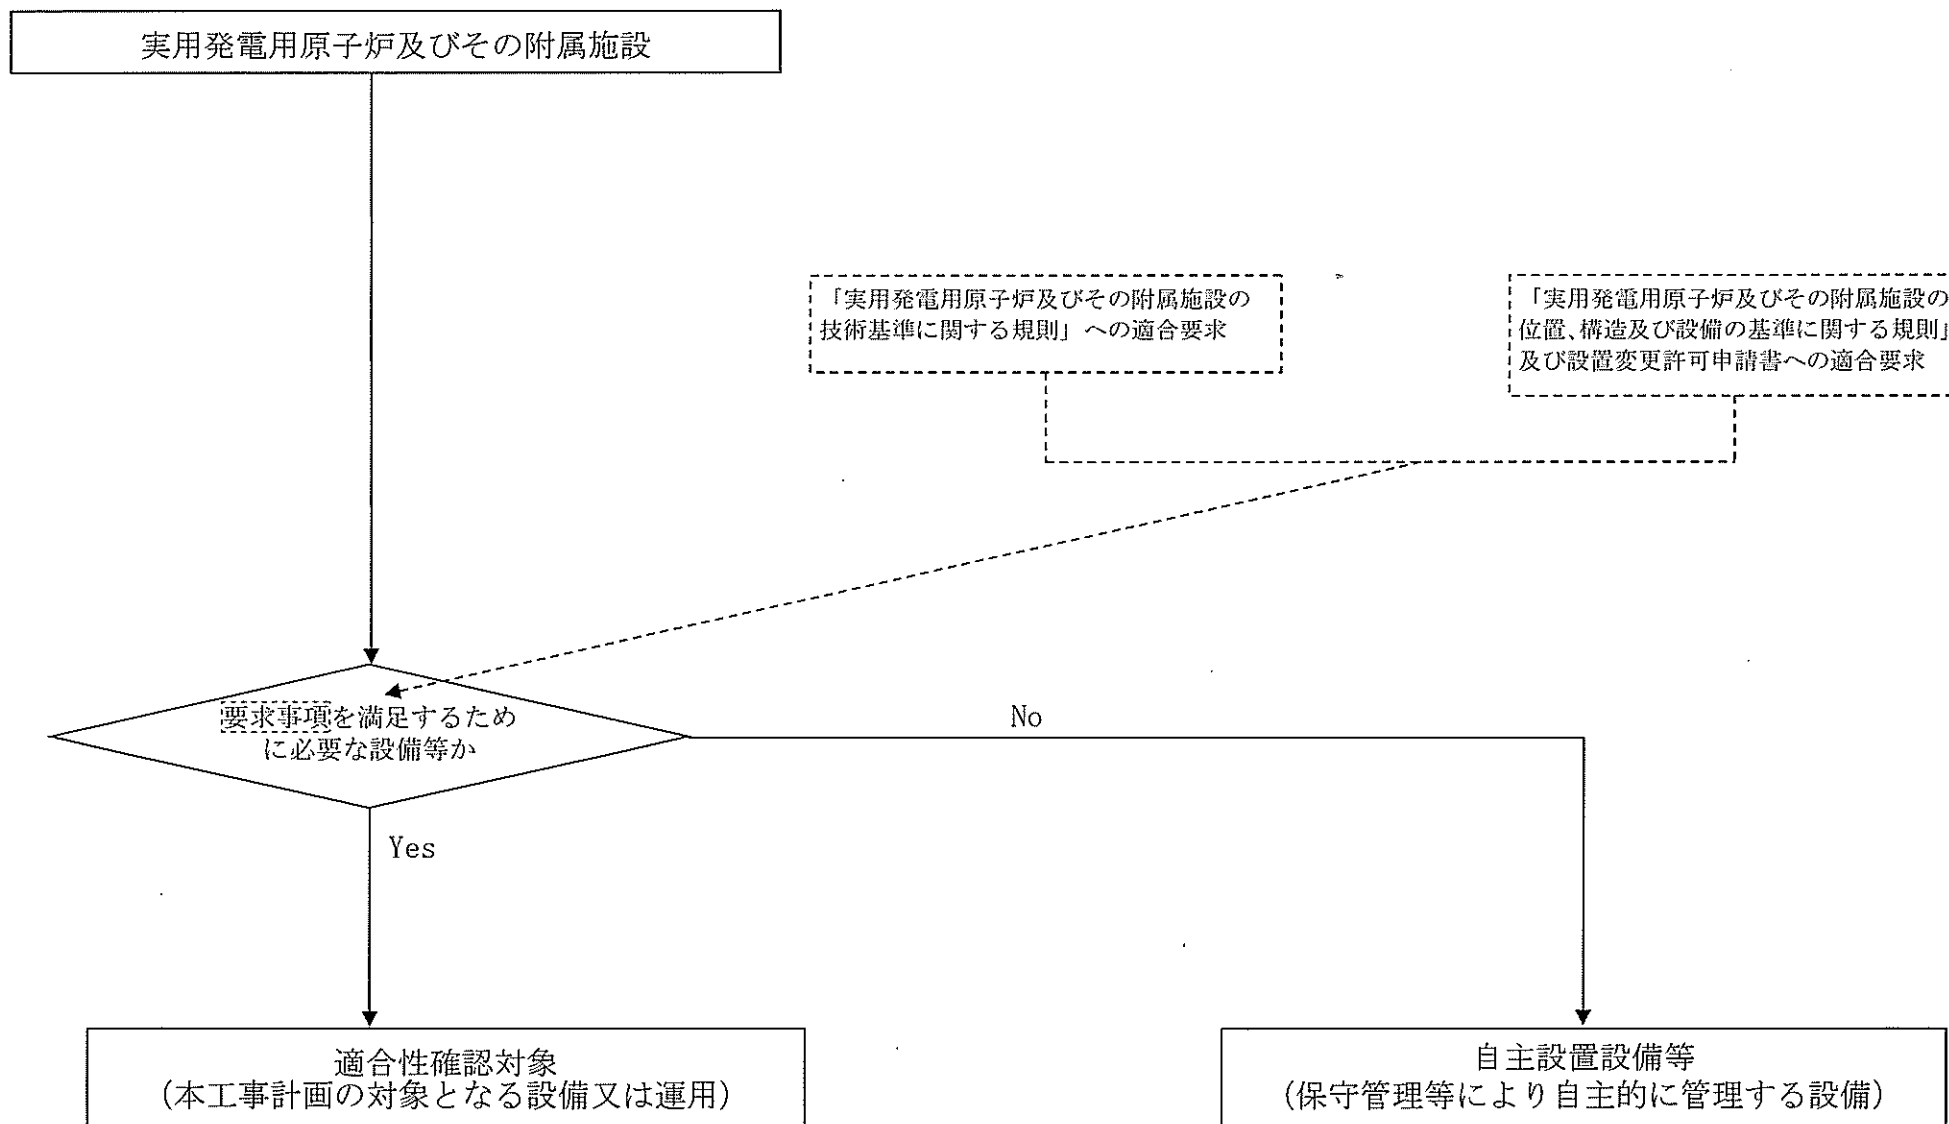 実用発電用原子炉及びその附属施設
「実用発電用原子炉及びその附属施設の
技術基準に関する規則」への適合要求
「実用発電用原子炉及びその附属施設の
位置、構造及び設備の基準に関する規則」
及び設置変更許可申請書への適合要求
要求事項を満足するため
に必要な設備等か
No
Yes
適合性確認対象
(本工事計画の対象となる設備又は運用)
自主設置設備等
(保守管理等により自主的に管理する設備)